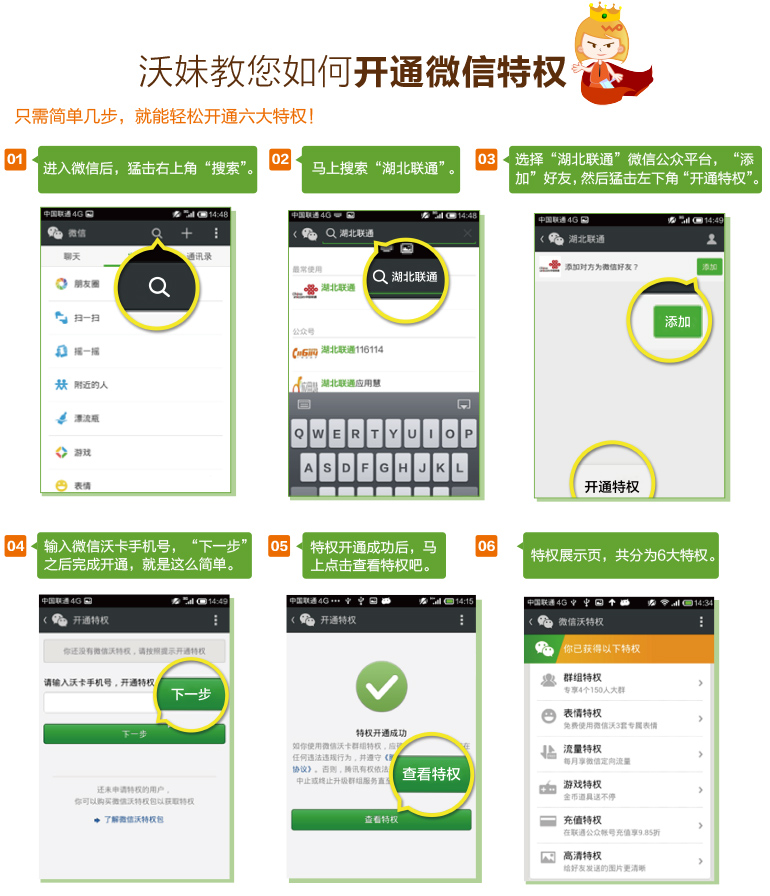 沃妹教您如何开通微信特权
只需简单几步，就能轻松开通六大特权！
01
进入微信后，猛击右上角“搜索”。
中国联通 4G 14:48
微信
聊天
通讯录
朋友圈
扫一扫
摇一摇
附近的人
漂流瓶
游戏
表情
02
马上搜索“湖北联通”。
中国联通 4G 14:48
湖北联通
湖北联通
最常使用
湖北联通
公众号
湖北联通116114
湖北联通应用慧
Q W E R T Y U I O P
A S D F G H J K L
03
选择“湖北联通”微信公众平台，“添
加”好友，然后猛击左下角“开通特权”。
中国联通 4G 14:49
湖北联通
添加对方为微信好友？
添加
添加
开通特权
04
输入微信沃卡手机号，“下一步”
之后完成开通，就是这么简单。
中国联通 4G 14:49
开通特权
你还没有微信沃特权，请按照提示开通特权
请输入沃卡手机号，开通特权
下一步
下一步
还未申请特权的用户，
你可以购买微信沃特权包以获取特权
了解微信沃特权包
05
特权开通成功后，马
上点击查看特权吧。
中国联通 4G 14:15
开通特权
特权开通成功
如你使用微信沃卡群组特权，应
在
任何违法违规行为，并遵守
协议》。否则，腾讯有权依法
中止或终止升级群组服务直至
查看特权
查看特权
06
特权展示页，共分为6大特权。
中国联通 4G 14:34
微信沃特权
你已获得以下特权
群组特权
专享4个150人大群
表情特权
免费使用微信沃3套专属表情
流量特权
每月享微信定向流量
游戏特权
金币道具送不停
充值特权
在联通公众帐号充值享9.85折
高清特权
给好友发送的图片更清晰